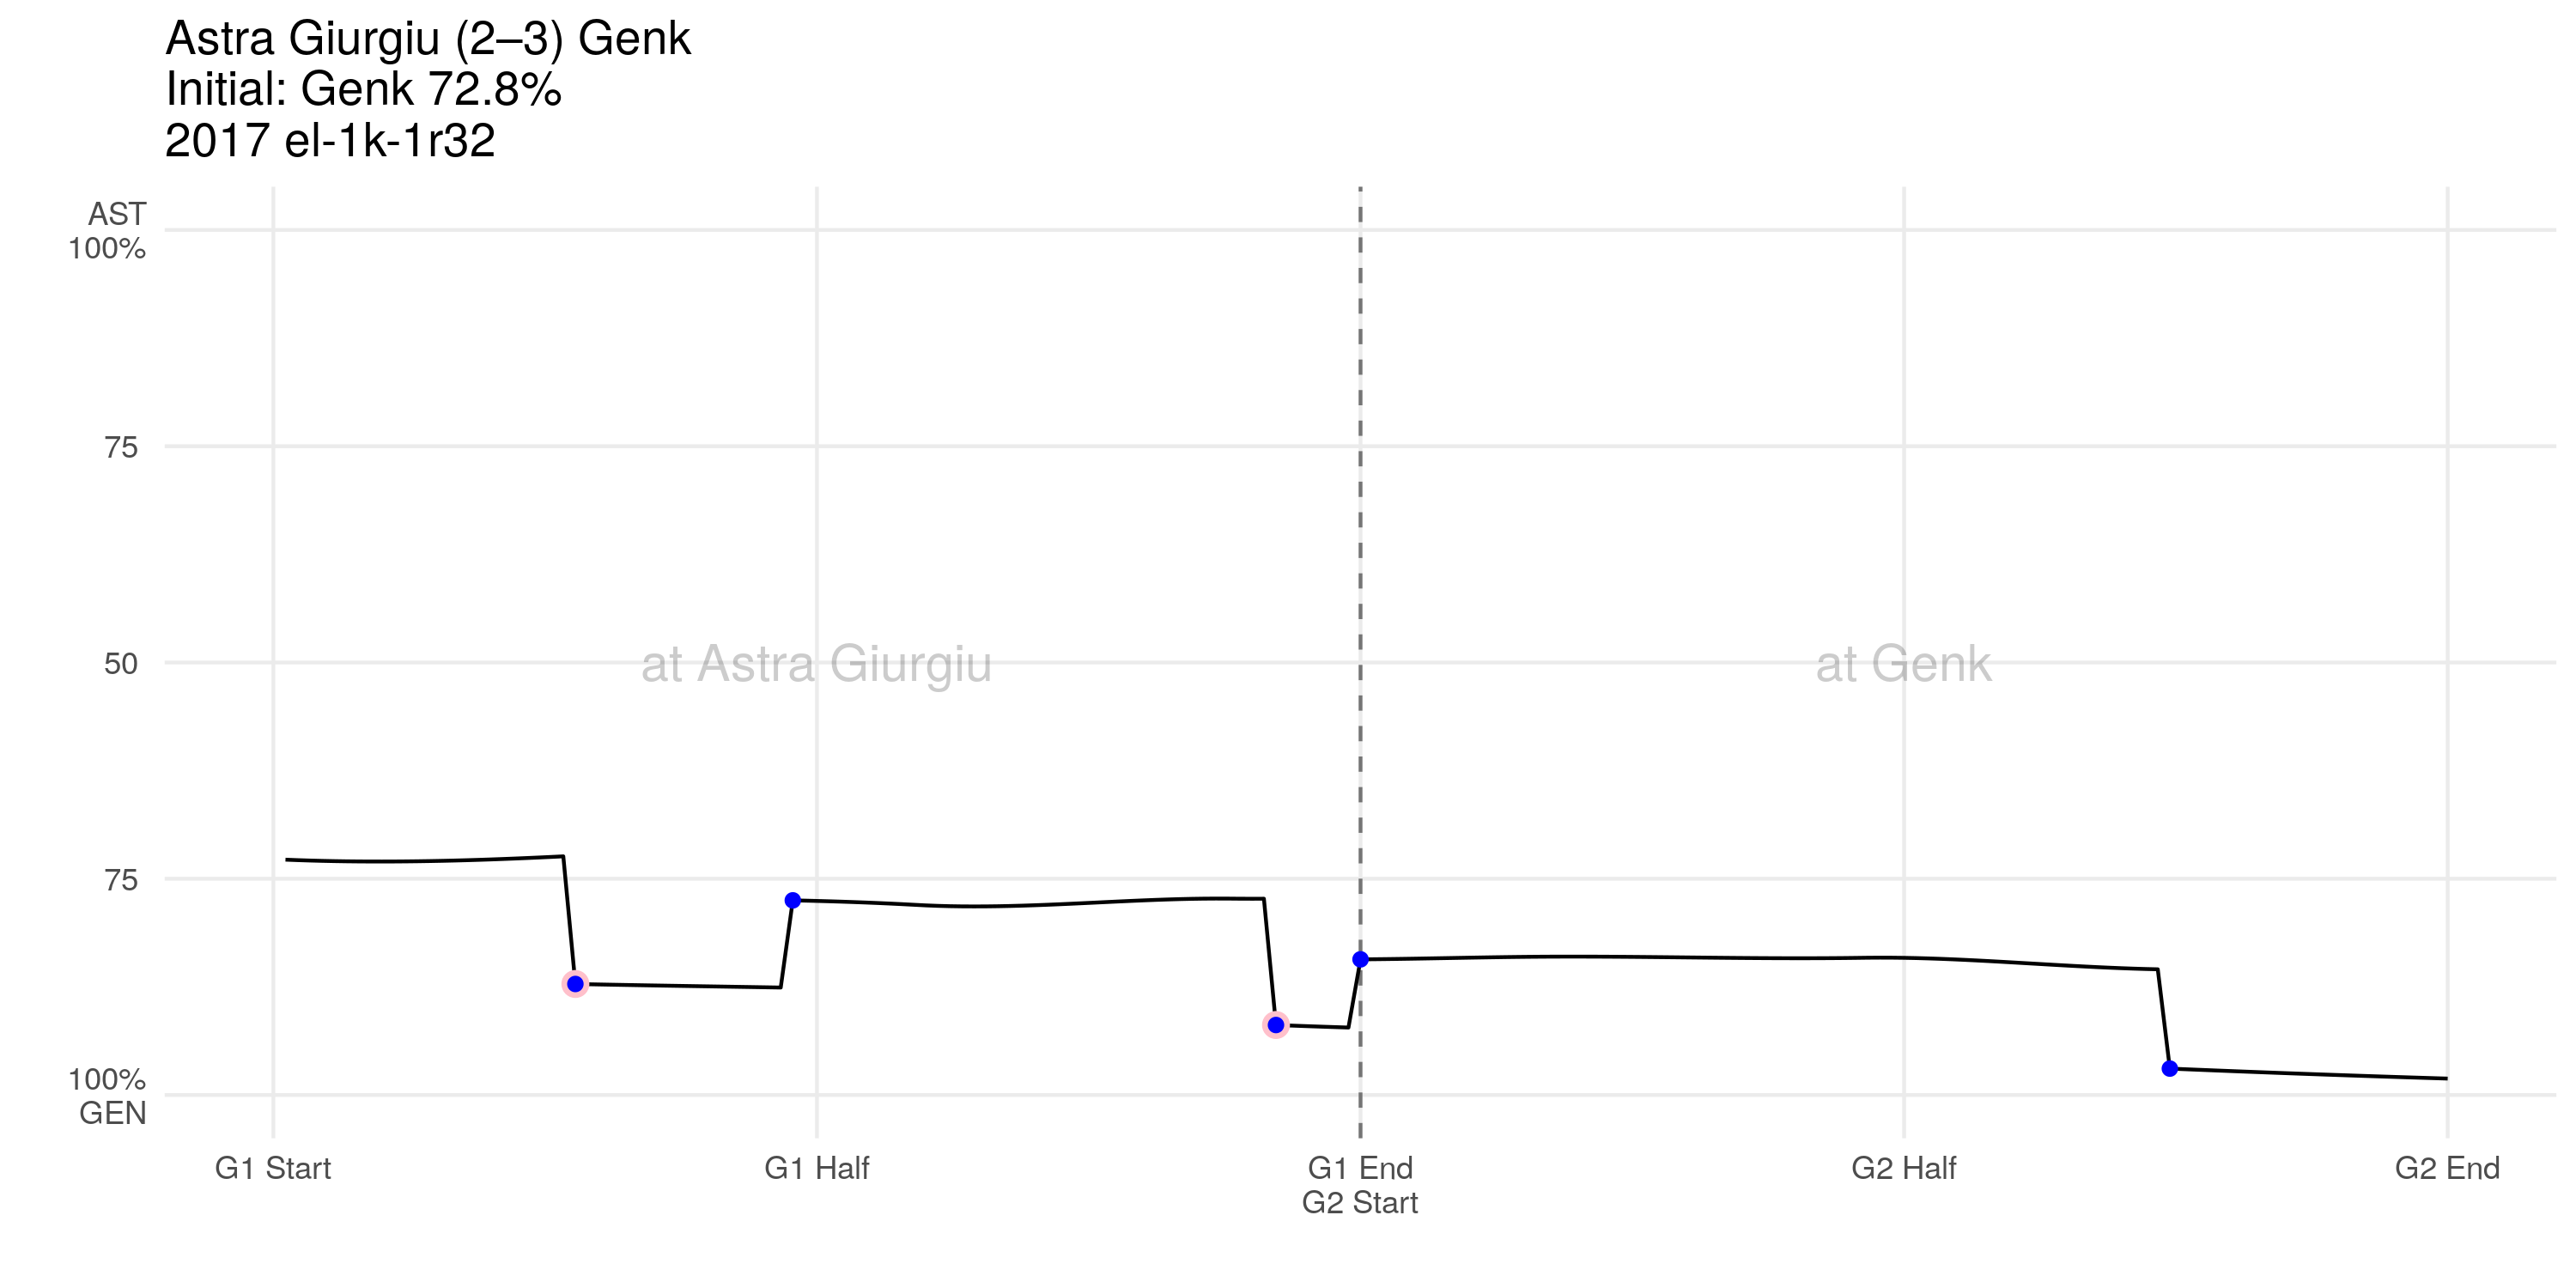 Astra Giurgiu (2–3) Genk
Initial: Genk 72.8%
2017 el-1k-1r32
AST
100%
75
50
75
100%
GEN
at Astra Giurgiu
at Genk
G1 Start
G1 Half
G1 End
G2 Start
G2 Half
G2 End